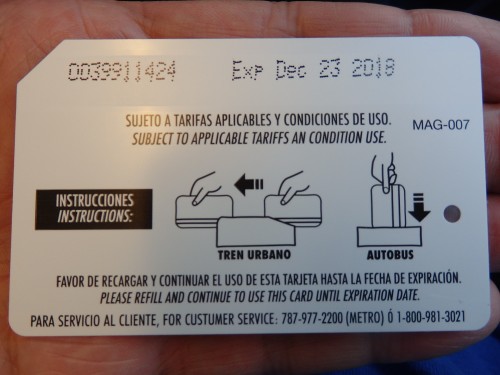 0039911424 Exp Dec 23 2018
SUJETO A TARIFAS APLICABLES Y CONDICIONES DE USO.
SUBJECT TO APPLICABLE TARIFFS AN CONDITION USE.
MAG-007
INSTRUCCIONES
INSTRUCTIONS:
TREN URBANO
AUTOBUS
FAVOR DE RECARGAR Y CONTINUAR EL USO DE ESTA TARJETA HASTA LA FECHA DE EXPIRACIÓN.
PLEASE REFILL AND CONTINUE TO USE THIS CARD UNTIL EXPIRATION DATE.
PARA SERVICIO AL CLIENTE, FOR CUSTUMER SERVICE: 787-977-2200 (METRO) Ó 1-800-981-3021